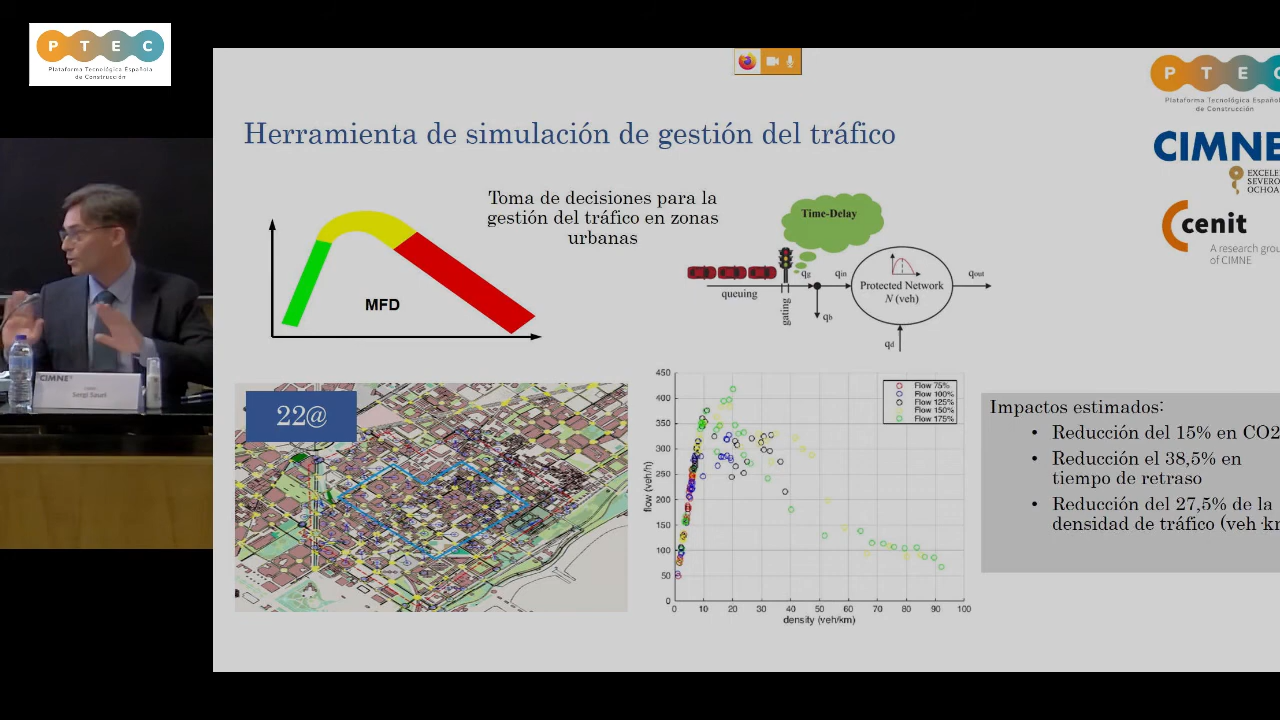 P T E C
Plataforma Tecnológica Española
de Construcción
P T E C
Plataforma Tecnológica Españo
de Construcción
Herramienta de simulación de gestión del tráfico
CIMNE
EXCELE
SEVERO
OCHOA
cenit
A research grou
of CIMNE
Toma de decisiones para la
gestión del tráfico en zonas
urbanas
MFD
Time-Delay
queuing
gating
qg
qin
qb
Protected Network
N (veh)
qout
qd
CIMNE
Sergi Saurí
22@
450
400
350
300
250
200
150
100
50
0
flow (veh/h)
0 10 20 30 40 50 60 70 80 90 100
density (veh/km)
Flow 75%
Flow 100%
Flow 125%
Flow 150%
Flow 175%
Impactos estimados:
• Reducción del 15% en CO2
• Reducción el 38,5% en
tiempo de retraso
• Reducción del 27,5% de la
densidad de tráfico (veh·km